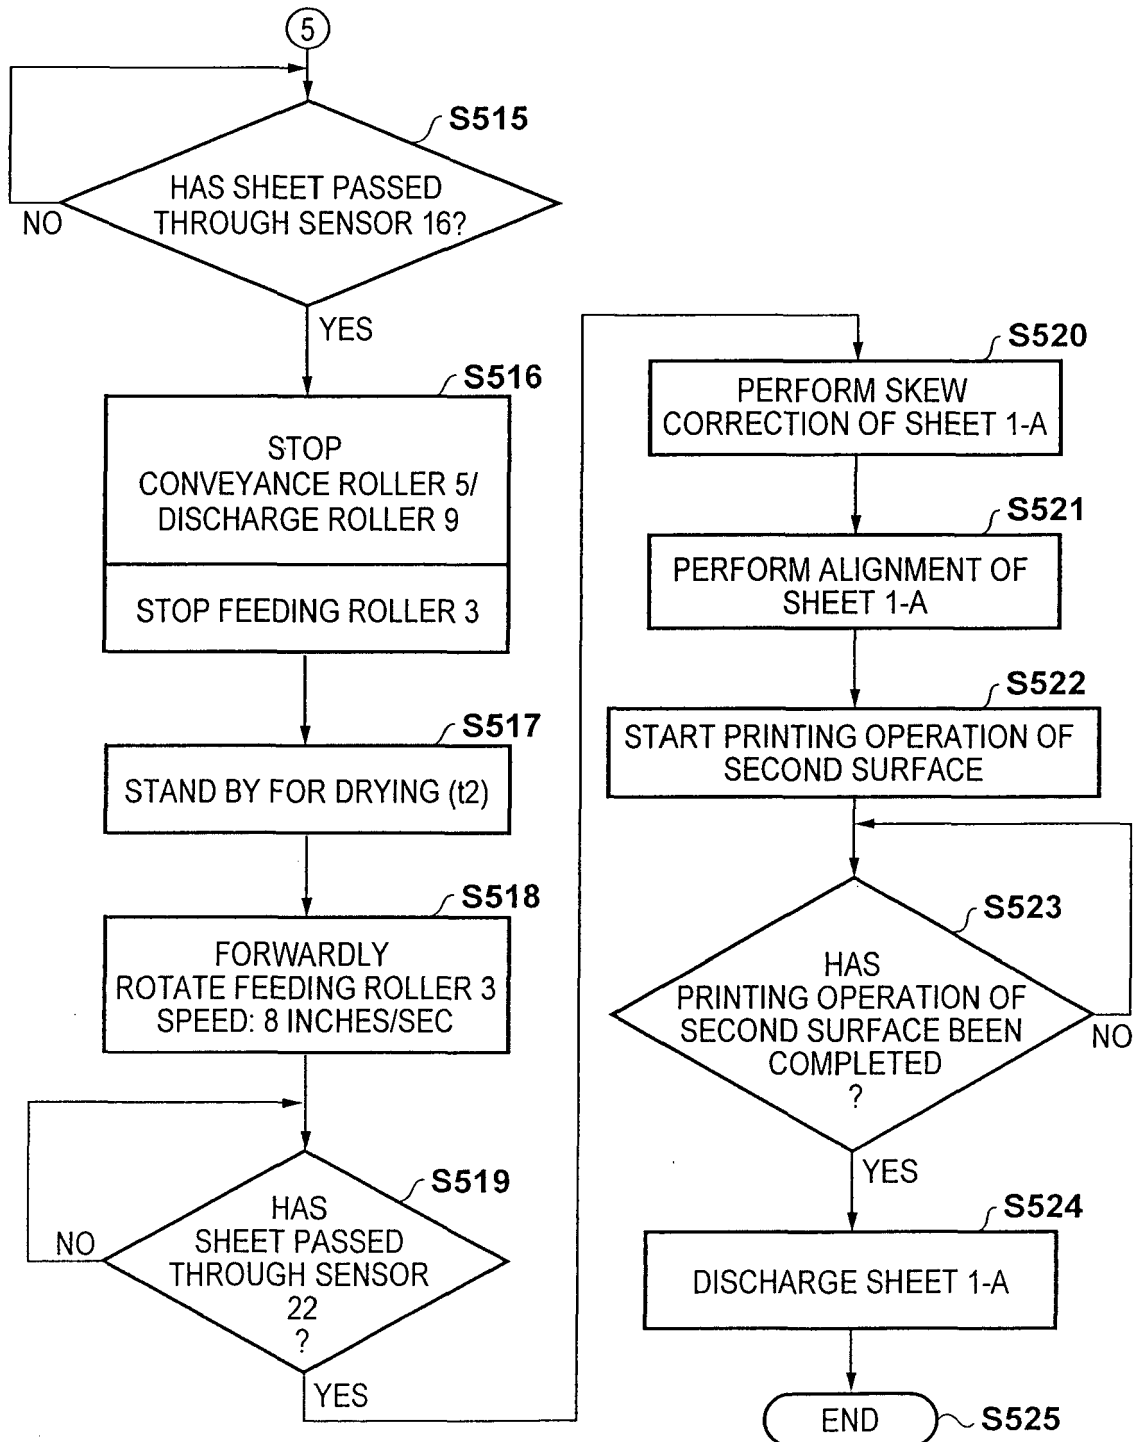 5
S515
HAS SHEET PASSED
THROUGH SENSOR 16?
NO
YES
S516
STOP
CONVEYANCE ROLLER 5/
DISCHARGE ROLLER 9
STOP FEEDING ROLLER 3
S517
STAND BY FOR DRYING (t2)
S518
FORWARDLY
ROTATE FEEDING ROLLER 3
SPEED: 8 INCHES/SEC
S519
HAS
SHEET PASSED
THROUGH SENSOR
22
?
NO
YES
S520
PERFORM SKEW
CORRECTION OF SHEET 1-A
S521
PERFORM ALIGNMENT OF
SHEET 1-A
S522
START PRINTING OPERATION OF
SECOND SURFACE
S523
HAS
PRINTING OPERATION OF
SECOND SURFACE BEEN
COMPLETED
?
NO
YES
S524
DISCHARGE SHEET 1-A
END
S525